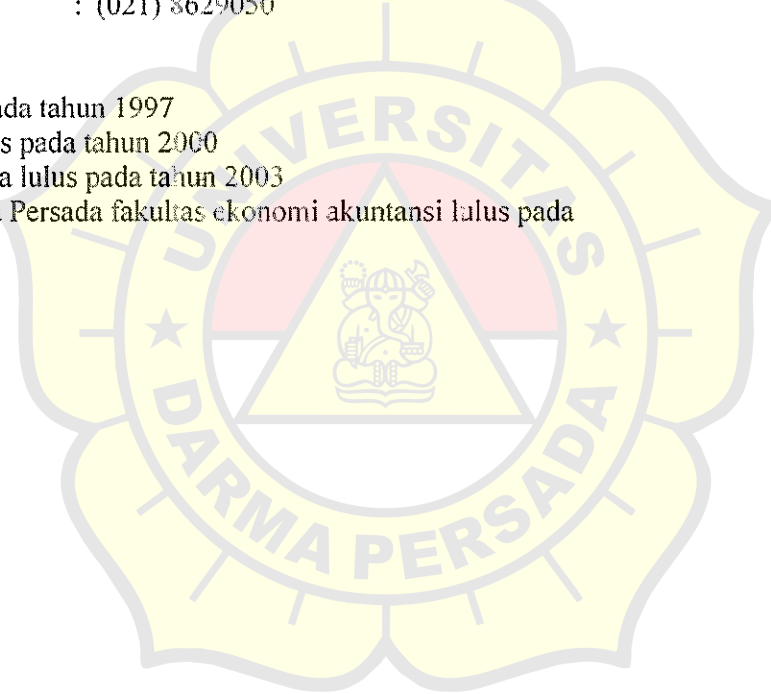 : (021) 8629050
ada tahun 1997
s pada tahun 2000
a lulus pada tahun 2003
Persada fakultas ekonomi akuntansi lulus pada
UNIVERSITAS
DARMA PERSADA